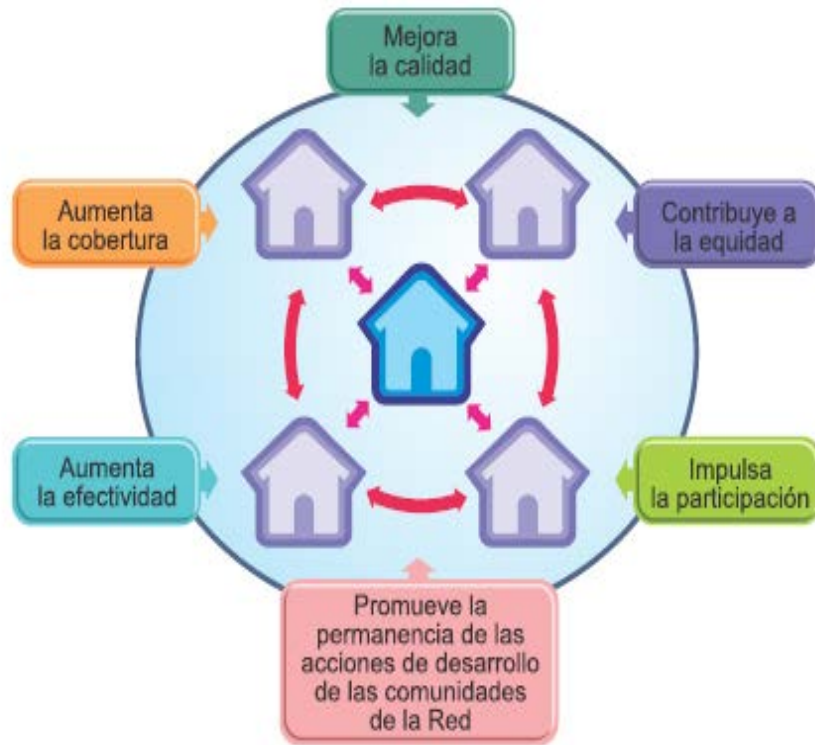 Mejora
la calidad
Aumenta
la cobertura
Contribuye a
la equidad
Aumenta
la efectividad
Impulsa
la participación
Promueve la
permanencia de las
acciones de desarrollo
de las comunidades
de la Red